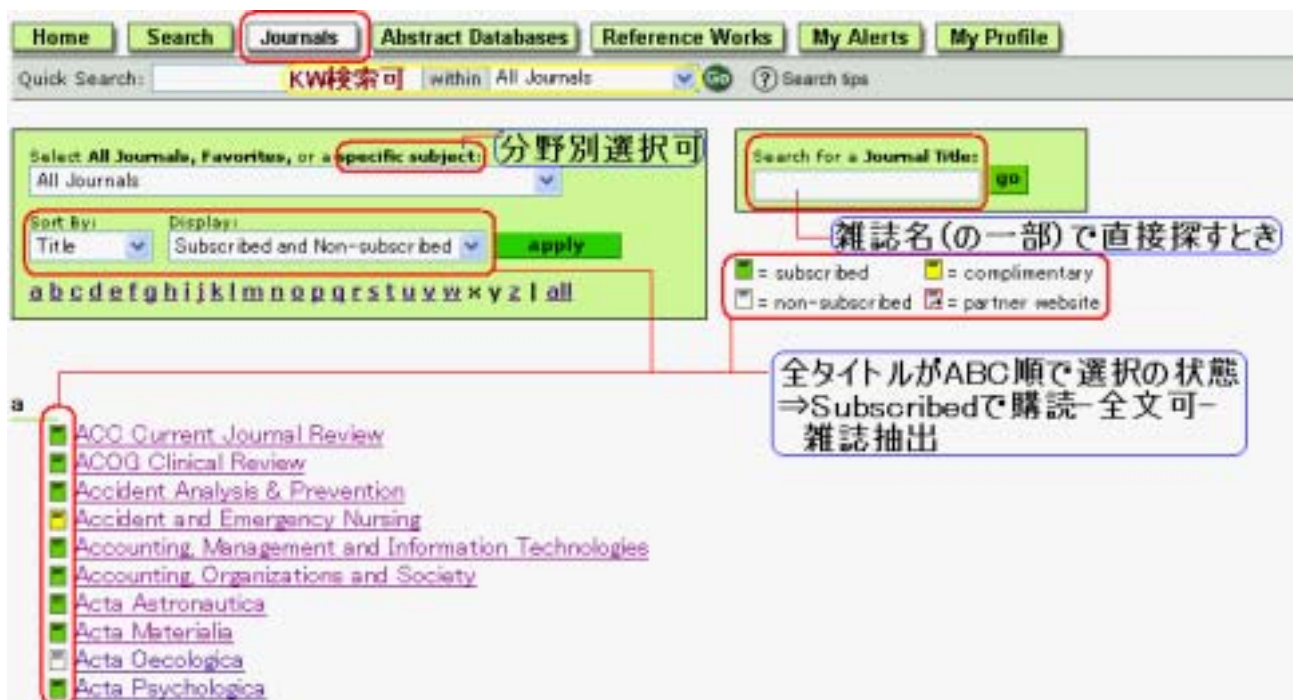 Home Search Journals Abstract Databases Reference Works My Alerts My Profile
Quick Search: KW検索可 within All Journals Go ? Search tips
Select All Journals, Favorites, or a specific subject: 分野別選択可
All Journals
Search for a Journal Title:
go
Sort By: Display:
Title Subscribed and Non-subscribed apply
雑誌名(の一部)で直接探すとき
a b c d e f g h i j k l m n o p q r s t u v w x y z | all
= subscribed = complimentary
= non-subscribed = partner website
全タイトルがABC順で選択の状態
⇒Subscribedで購読-全文可-
雑誌抽出
a
ACC Current Journal Review
ACOG Clinical Review
Accident Analysis & Prevention
Accident and Emergency Nursing
Accounting, Management and Information Technologies
Accounting, Organizations and Society
Acta Astronautica
Acta Materialia
Acta Oecologica
Acta Psychologica